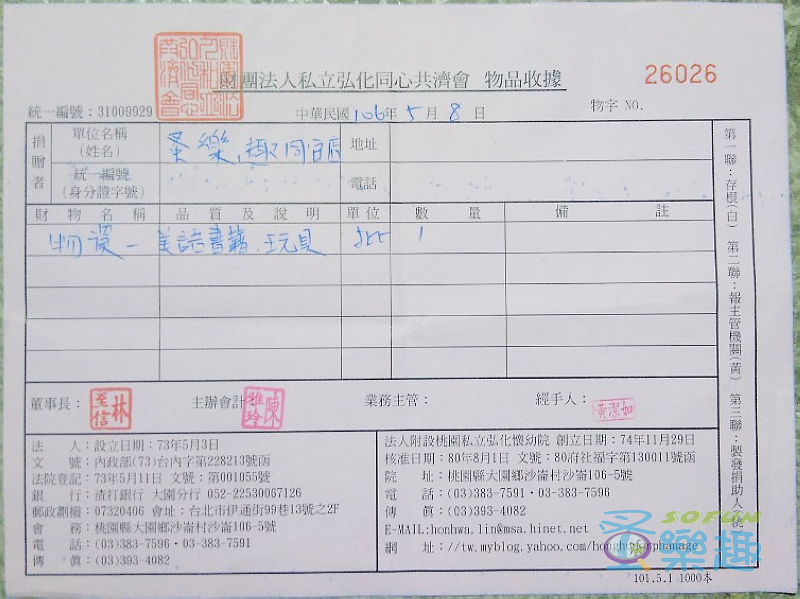 財團法人私立弘化同心共濟會 物品收據
26026
統一編號:31009929
中華民國106年5月8日
物字 NO.
捐贈者
單位名稱
(姓名)
蚤樂趣
地址
統一編號
(身分證字號)
電話
財物名稱 品質及說明 單位 數量 備註
物資一 美語書籍、玩具 批 1
董事長:
林至信
主辦會計
陳雅玲
業務主管:
經手人:
黃潔如
第一聯:存根(白) 第二聯:報主管機關(黃) 第三聯:製發捐助人
法人:設立日期:73年5月3日
文號:內政部(73)台內字第228213號函
法院登記:73年5月11日 文號:第001055號
銀行:渣打銀行 大園分行 052-22530067126
郵政劃撥:07320406 會址:台北市伊通街99巷13號之2F
會務:桃園縣大園鄉沙崙村沙崙106-5號
電話:(03)383-7596·03-383-7591
傳真:(03)393-4082
法人附設桃園私立弘化懷幼院 創立日期:74年11月29日
核准日期:80年8月1日 文號:80府社福字第130011號函
院址:桃園縣大園鄉沙崙村沙崙106-5號
電話:(03)383-7591·03-383-7596
傳真:(03)393-4082
E-MAIL:honhwa.lin@msa.hinet.net
網址://tw.myblog.yahoo.com/honghwa-orphanage
SOFUN
蚤樂趣
101.5.1 1000本